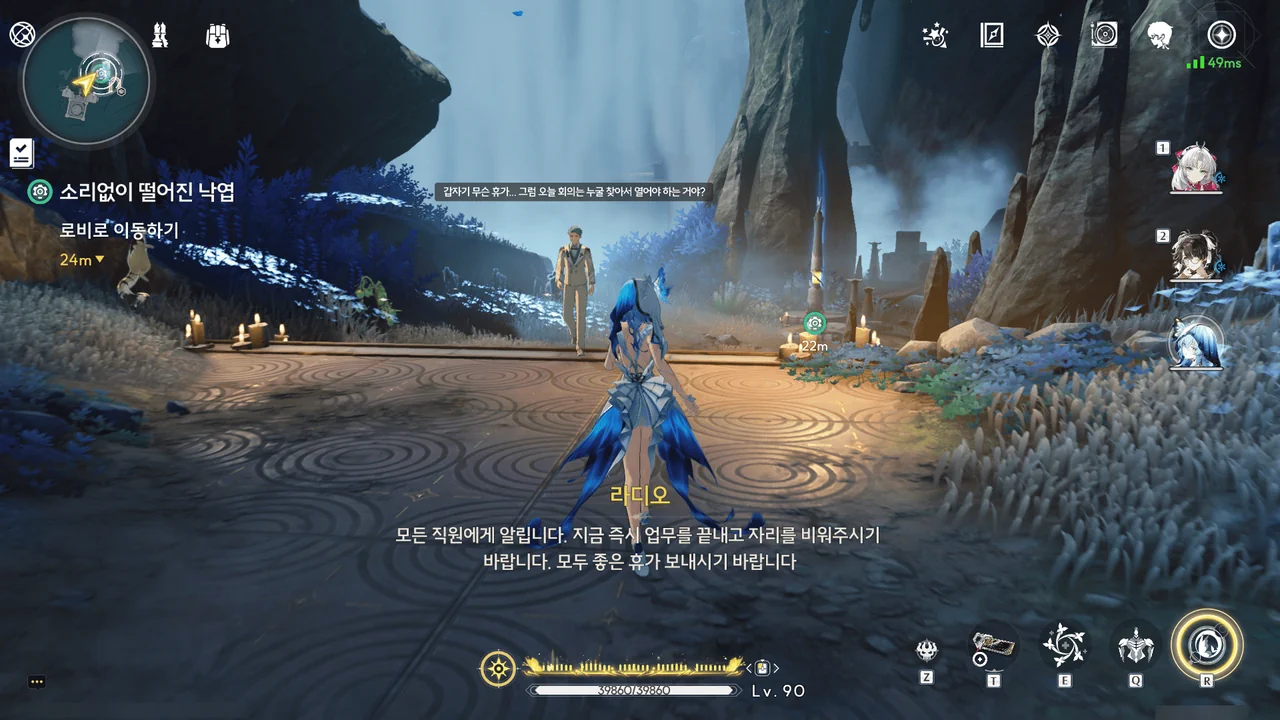 49ms
1
소리없이 떨어진 낙엽
갑자기 무슨 휴가... 그럼 오늘 회의는 누굴 찾아서 열어야 하는 거야?
로비로 이동하기
2
24m
22m
라디오
모든 직원에게 알립니다. 지금 즉시 업무를 끝내고 자리를 비워주시기
바랍니다. 모두 좋은 휴가 보내시기 바랍니다
39860/39860
Lv. 90
Z
T
E
Q
R